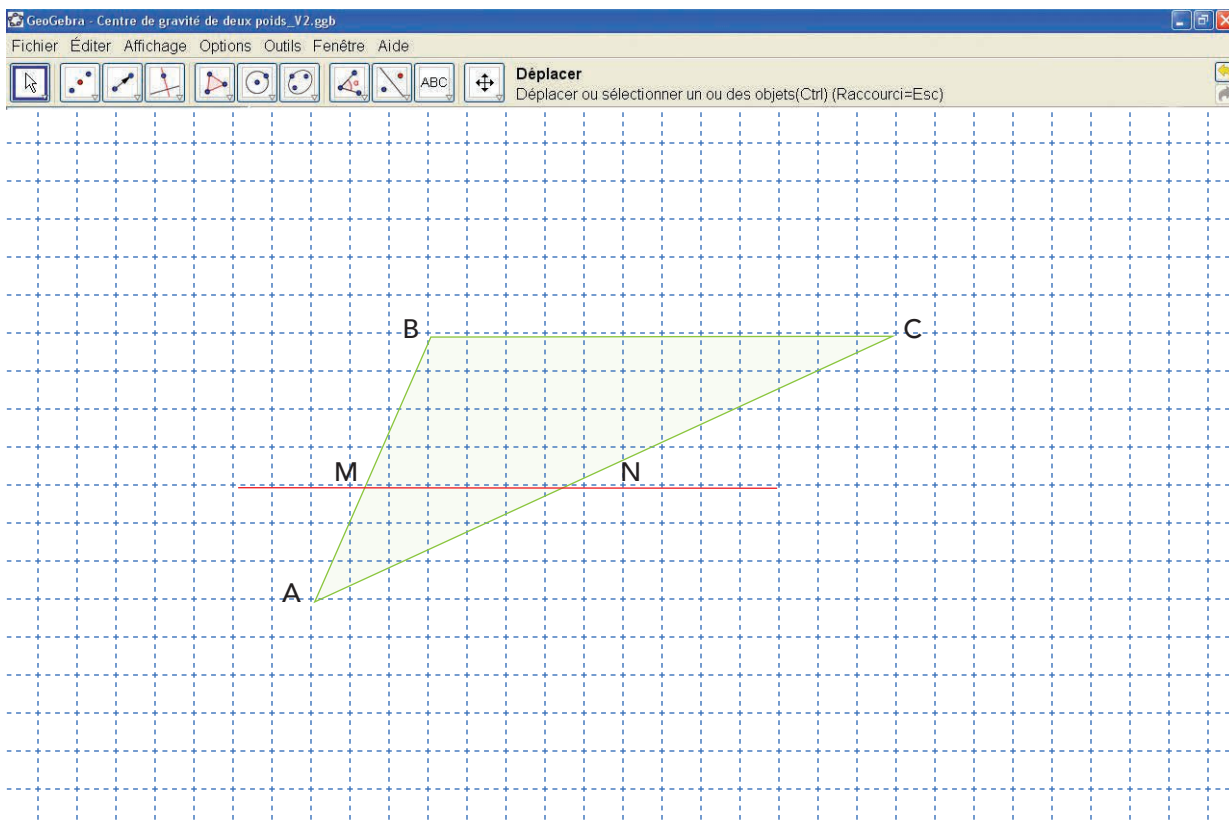 GeoGebra - Centre de gravité de deux poids_V2.ggb
Fichier Éditer Affichage Options Outils Fenêtre Aide
ABC
Déplacer
Déplacer ou sélectionner un ou des objets(Ctrl) (Raccourci=Esc)
B
C
M
N
A